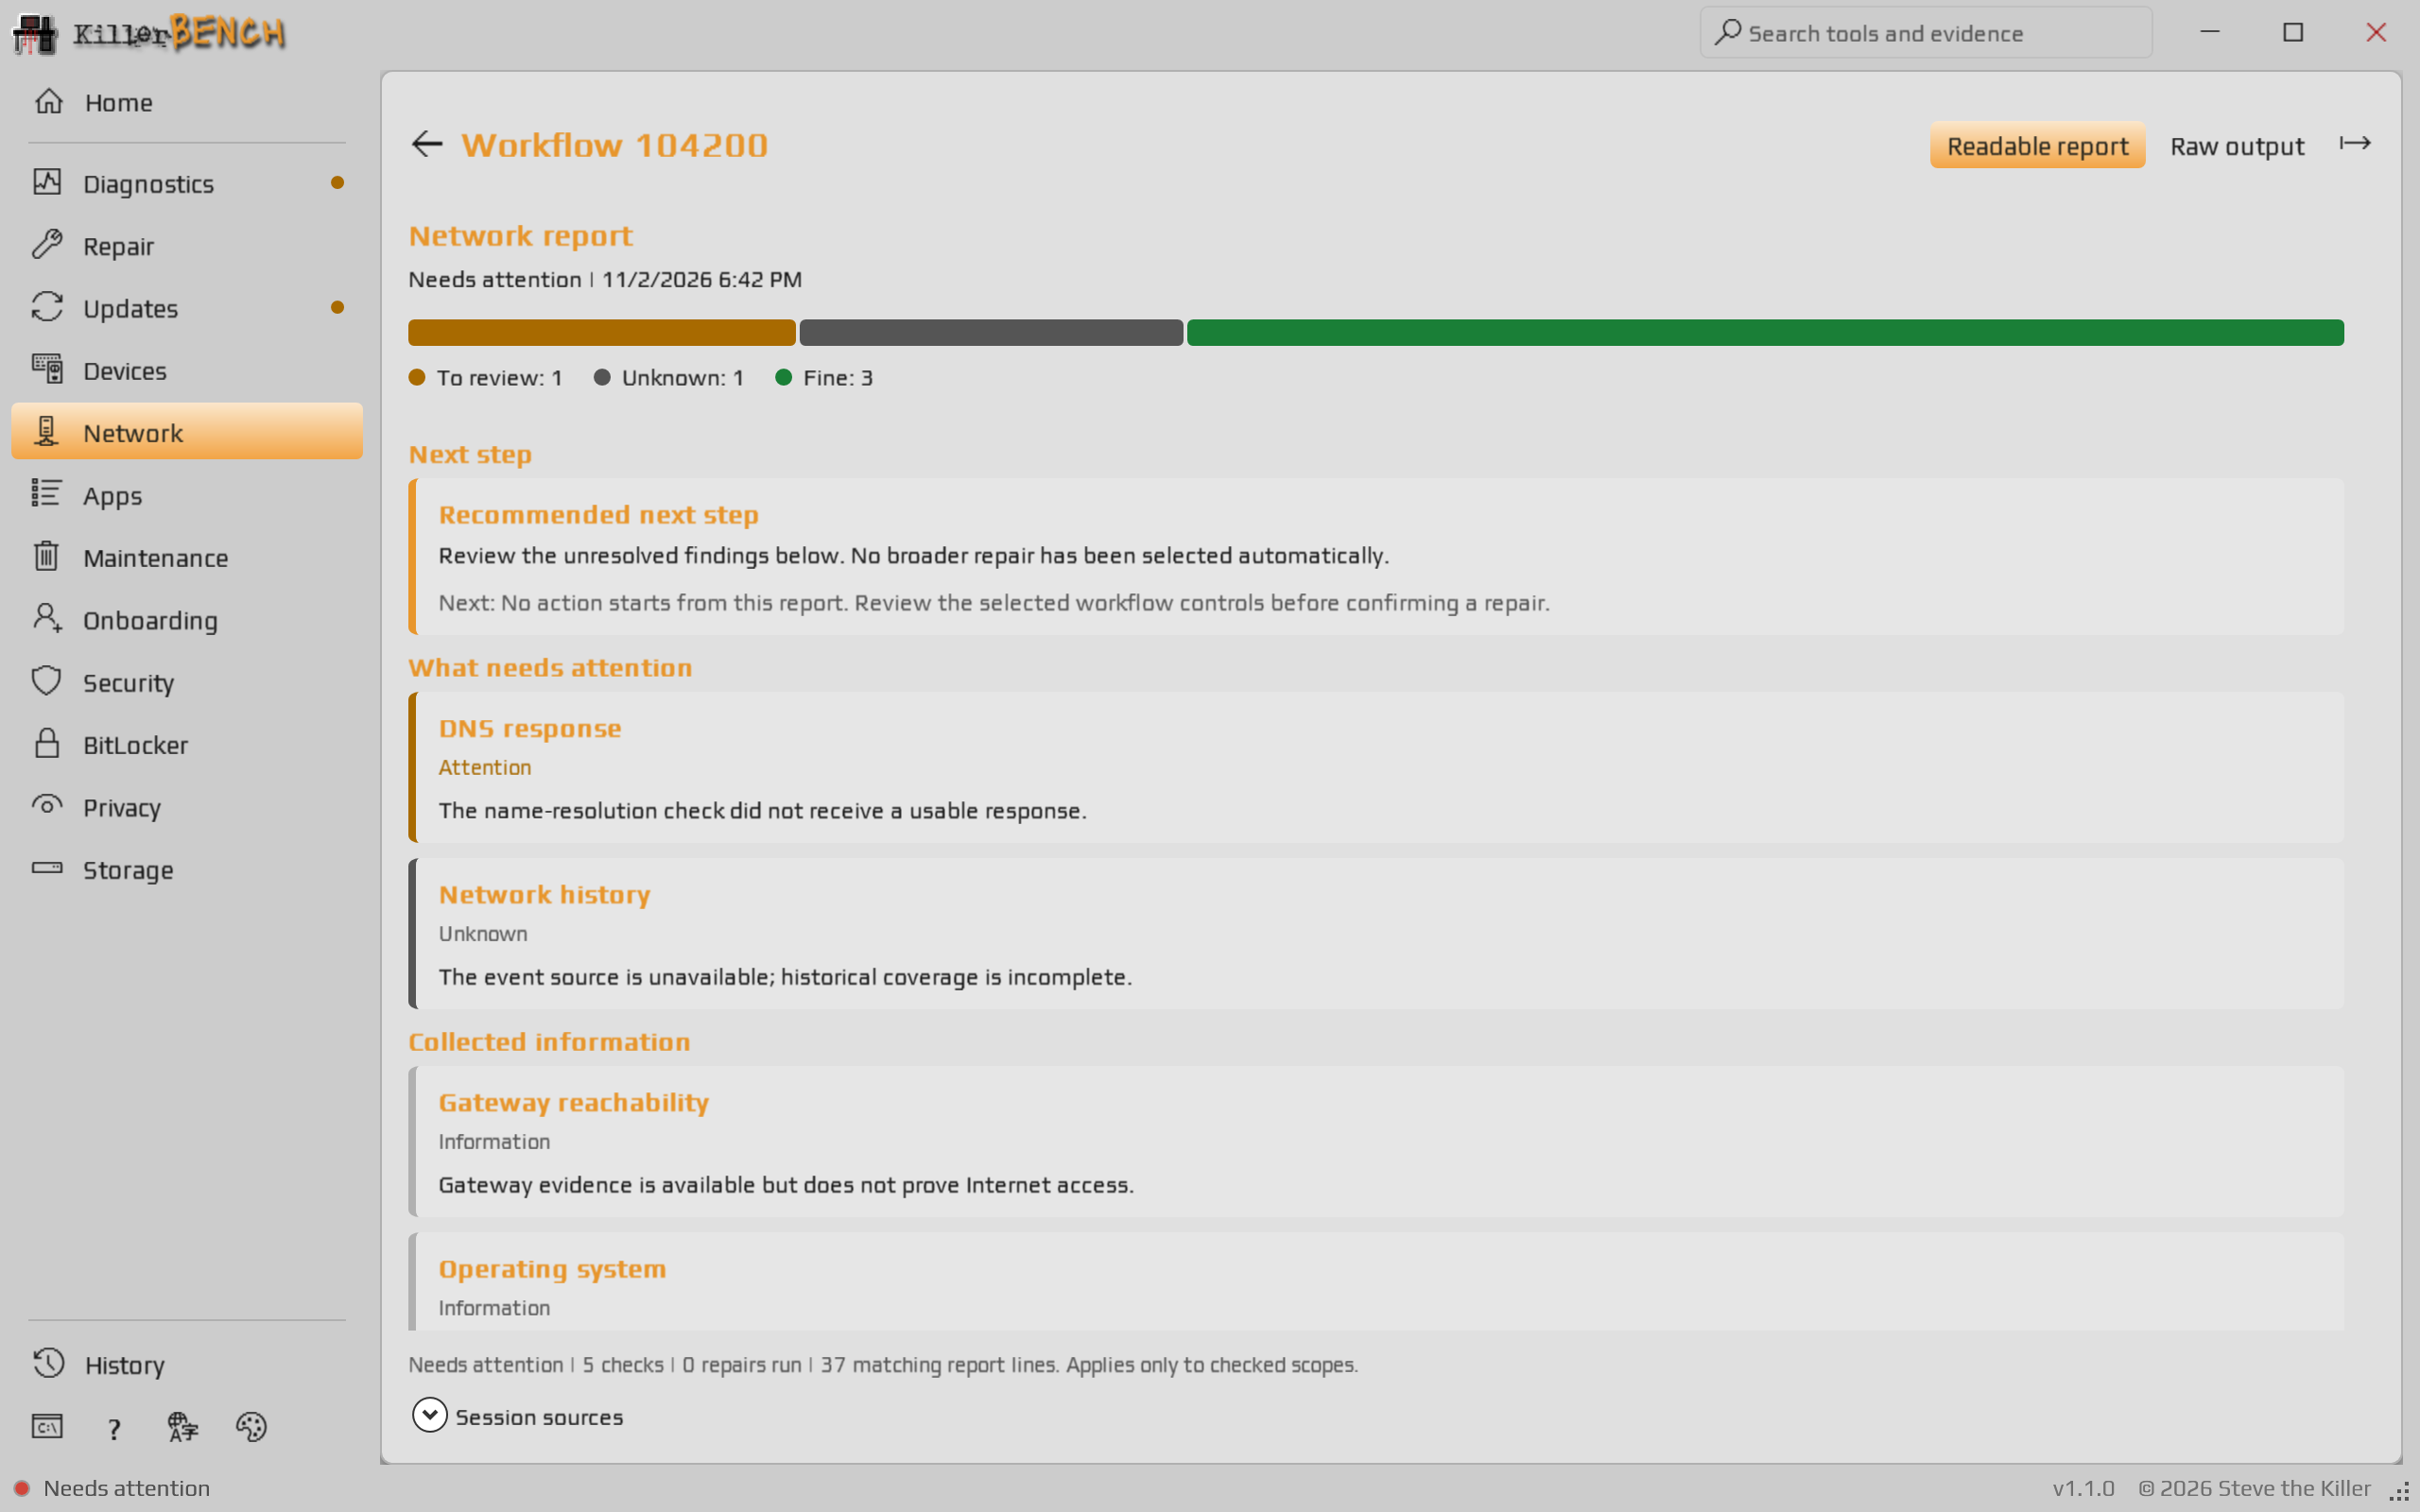 KillerBENCH
Search tools and evidence
Home
Diagnostics
Repair
Updates
Devices
Network
Apps
Maintenance
Onboarding
Security
BitLocker
Privacy
Storage
History
C:\
?
A字
Needs attention
Workflow 104200
Readable report
Raw output
Network report
Needs attention | 11/2/2026 6:42 PM
To review: 1
Unknown: 1
Fine: 3
Next step
Recommended next step
Review the unresolved findings below. No broader repair has been selected automatically.
Next: No action starts from this report. Review the selected workflow controls before confirming a repair.
What needs attention
DNS response
Attention
The name-resolution check did not receive a usable response.
Network history
Unknown
The event source is unavailable; historical coverage is incomplete.
Collected information
Gateway reachability
Information
Gateway evidence is available but does not prove Internet access.
Operating system
Information
Needs attention | 5 checks | 0 repairs run | 37 matching report lines. Applies only to checked scopes.
Session sources
v1.1.0
© 2026 Steve the Killer